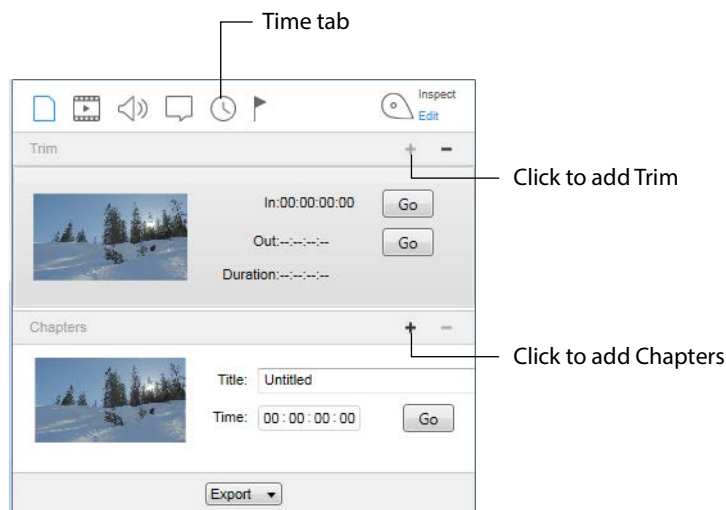 Time tab
Inspect
Edit
Trim
+ −
Click to add Trim
In:00:00:00:00 Go
Out:--:--:--:-- Go
Duration:--:--:--:--
Chapters
+ −
Click to add Chapters
Title: Untitled
Time: 00:00:00:00 Go
Export